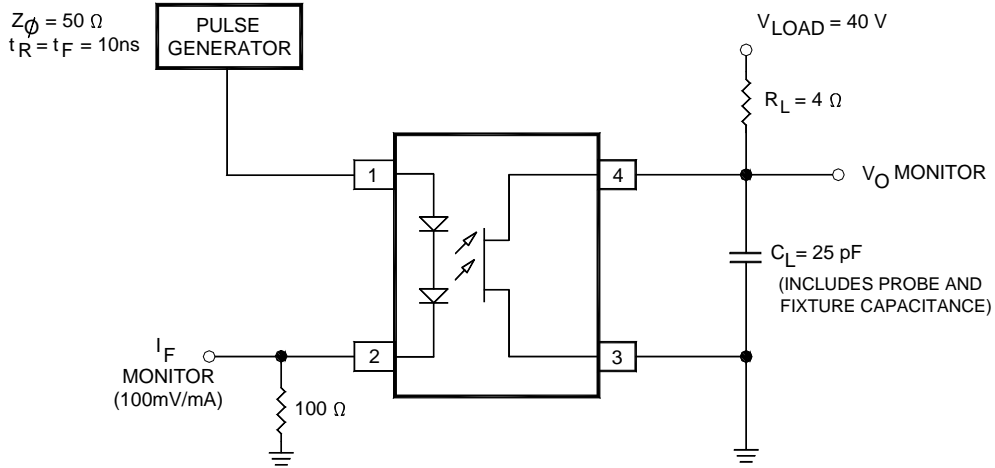 ZØ = 50 Ω
tR = tF = 10ns
PULSE
GENERATOR
VLOAD = 40 V
RL = 4 Ω
1
4
VO MONITOR
CL = 25 pF
(INCLUDES PROBE AND
FIXTURE CAPACITANCE)
IF
MONITOR
(100mV/mA)
2
3
100 Ω